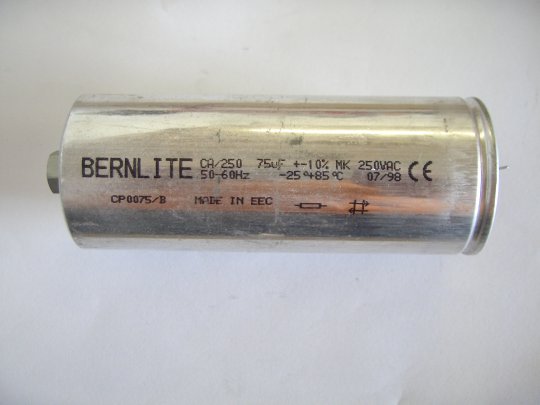 BERNLITE CA/250 75uF +-10% MK 250VAC
50-60Hz -25°+85°C 07/98 CE
CP0075/B MADE IN EEC